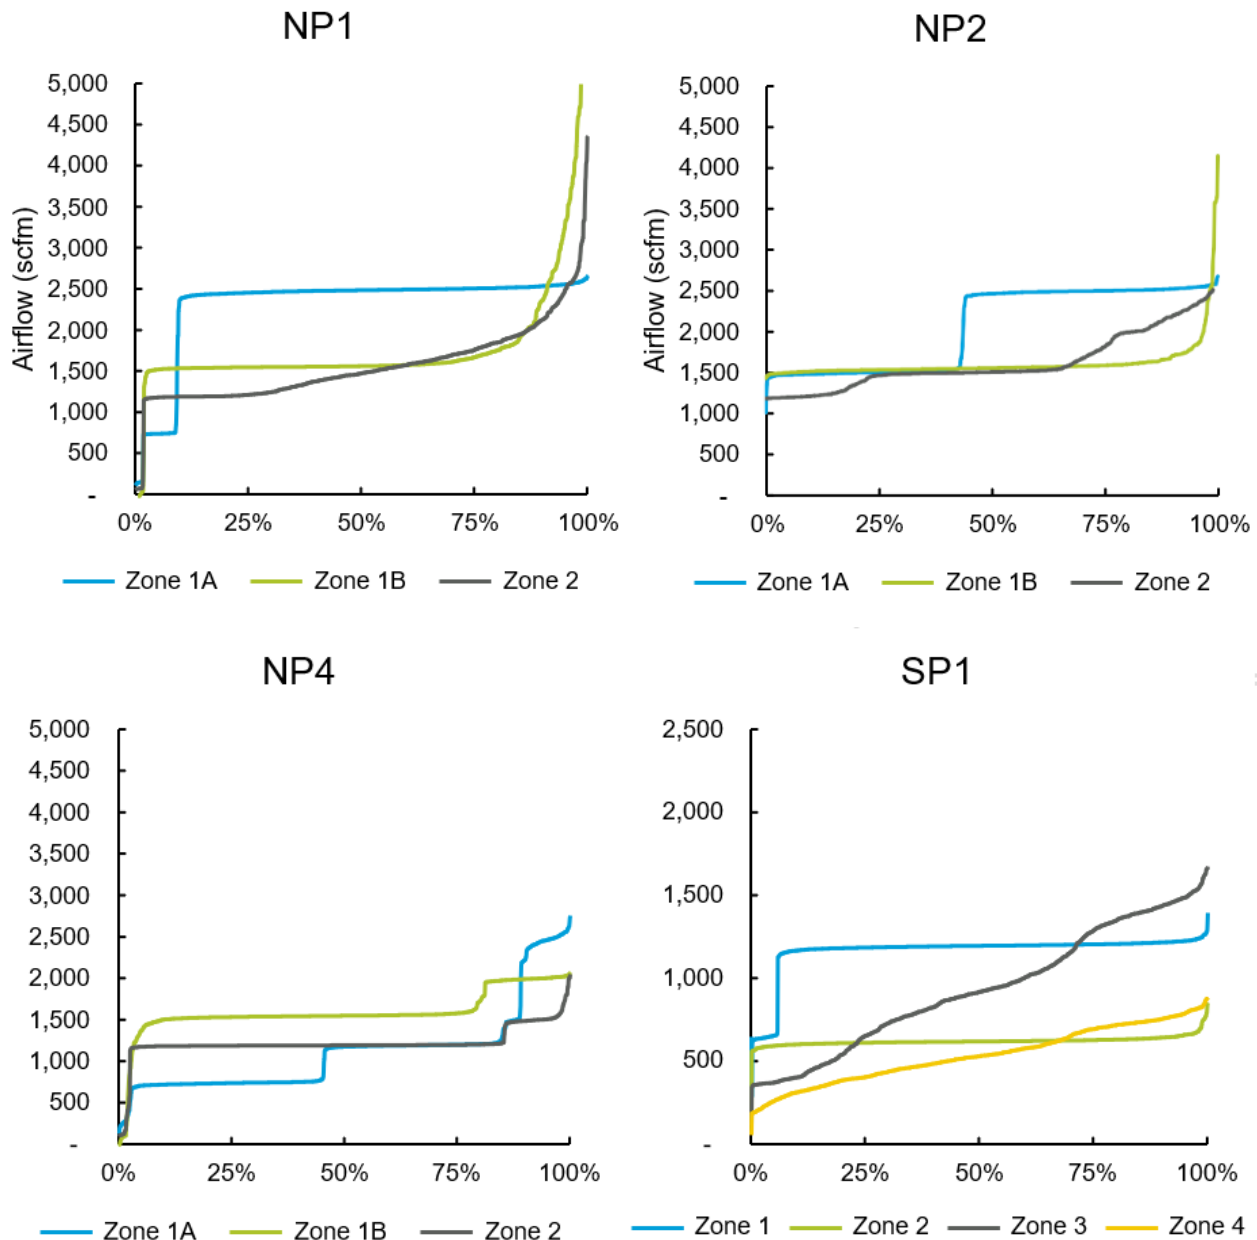 NP1
5,000
4,500
4,000
3,500
3,000
2,500
2,000
1,500
1,000
500
-
Airflow (scfm)
0% 25% 50% 75% 100%
Zone 1A Zone 1B Zone 2
NP2
5,000
4,500
4,000
3,500
3,000
2,500
2,000
1,500
1,000
500
-
Airflow (scfm)
0% 25% 50% 75% 100%
Zone 1A Zone 1B Zone 2
NP4
5,000
4,500
4,000
3,500
3,000
2,500
2,000
1,500
1,000
500
-
0% 25% 50% 75% 100%
Zone 1A Zone 1B Zone 2
SP1
2,500
2,000
1,500
1,000
500
-
0% 25% 50% 75% 100%
Zone 1 Zone 2 Zone 3 Zone 4